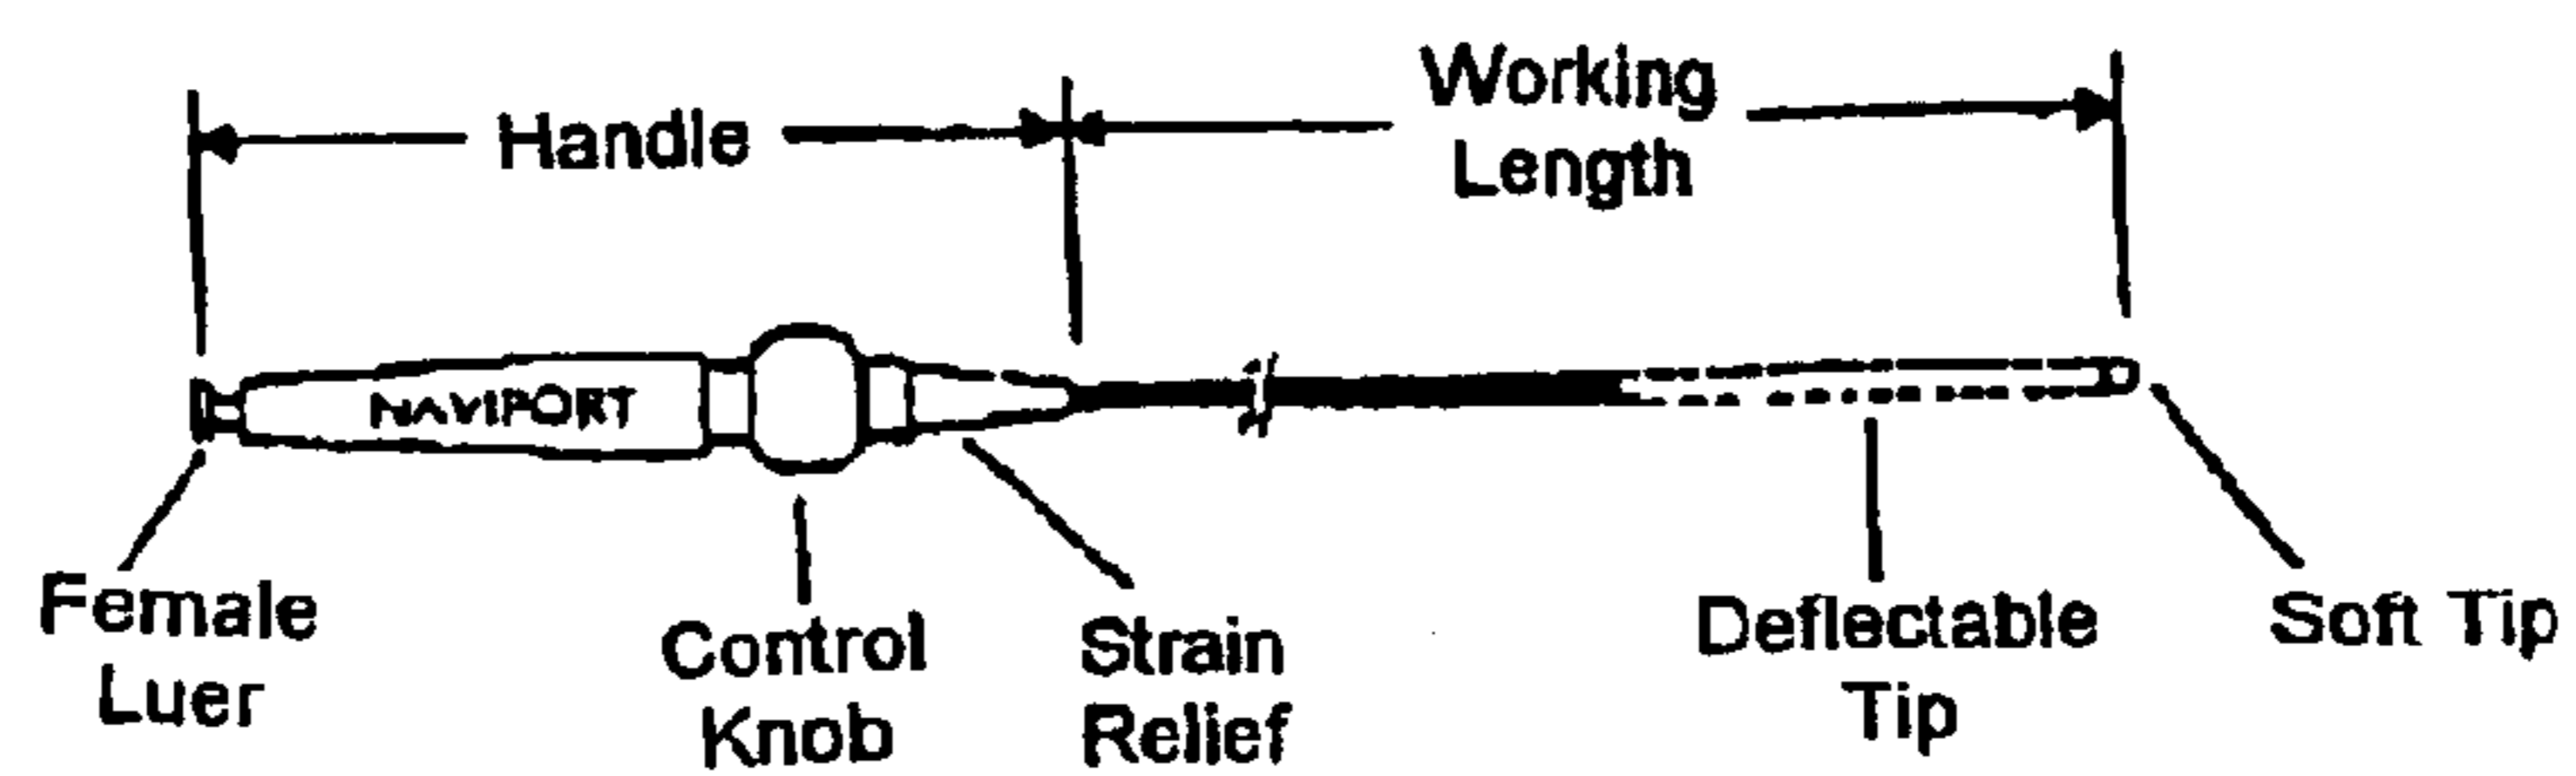 Working
Handle
Length
NAVIPORT
Female
Luer
Control
Knob
Strain
Relief
Deflectable
Tip
Soft Tip